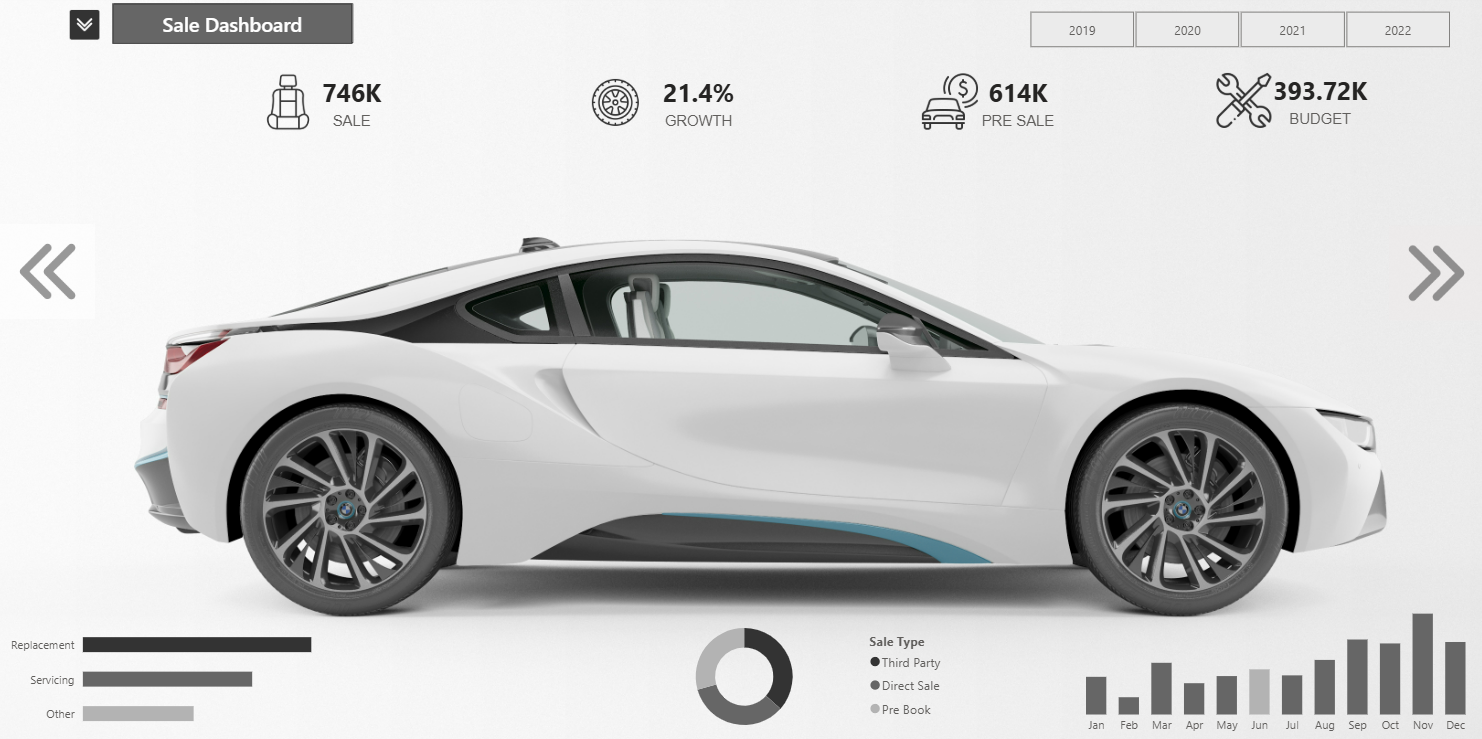 Sale Dashboard
2019
2020
2021
2022
746K
SALE
21.4%
GROWTH
$
614K
PRE SALE
393.72K
BUDGET
Replacement
Servicing
Other
Sale Type
Third Party
Direct Sale
Pre Book
Jan Feb Mar Apr May Jun Jul Aug Sep Oct Nov Dec